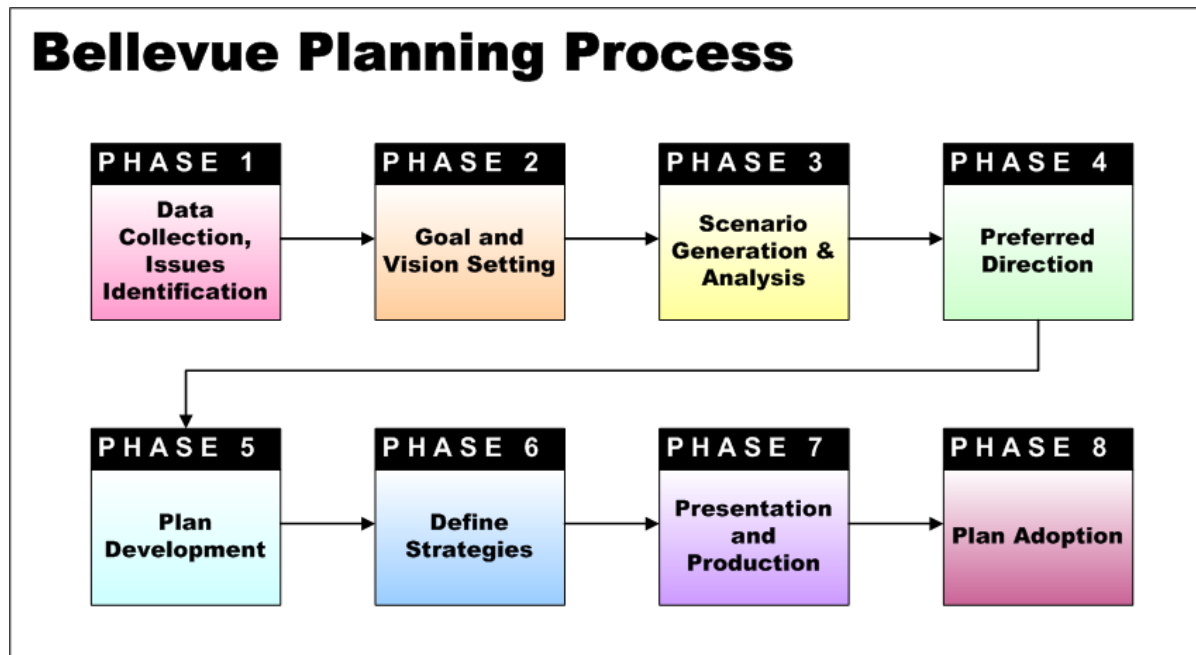 Bellevue Planning Process
PHASE 1
Data
Collection,
Issues
Identification
PHASE 2
Goal and
Vision Setting
PHASE 3
Scenario
Generation &
Analysis
PHASE 4
Preferred
Direction
PHASE 5
Plan
Development
PHASE 6
Define
Strategies
PHASE 7
Presentation
and
Production
PHASE 8
Plan Adoption